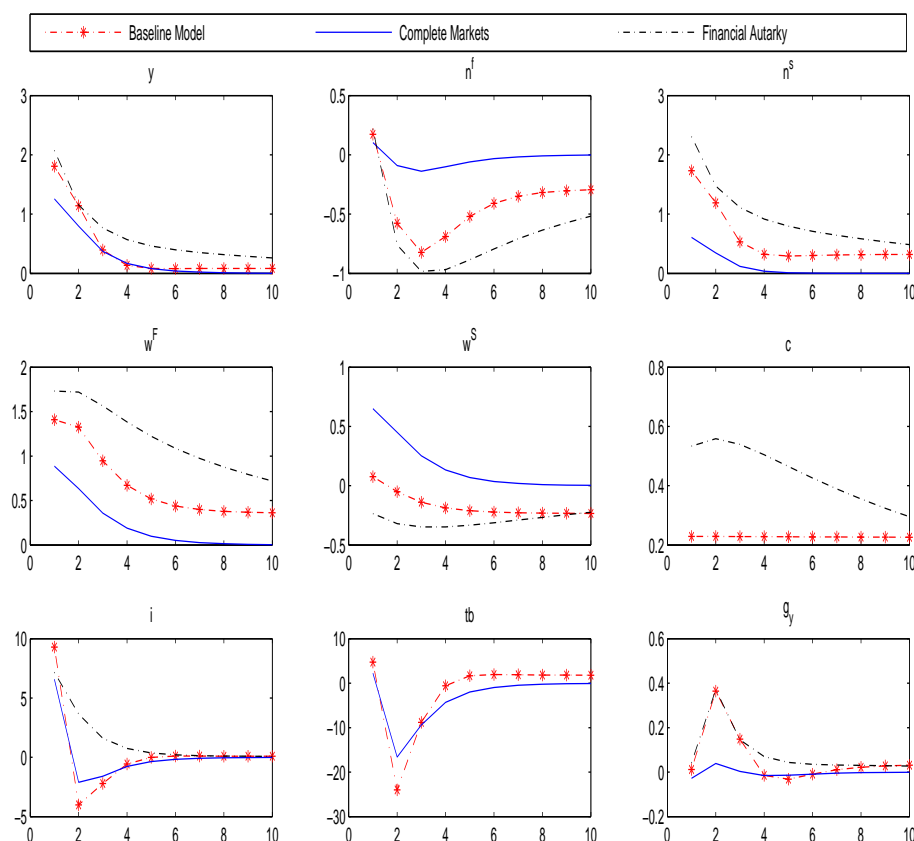 Baseline Model Complete Markets Financial Autarky
y n^f n^s
3 0.5 3
2 0 2
1 −0.5 1
0 −1 0
0 2 4 6 8 10 0 2 4 6 8 10 0 2 4 6 8 10
w^F w^S c
2 1 0.8
1.5 0.5 0.6
1 0 0.4
0.5
0 −0.5 0.2
0 2 4 6 8 10 0 2 4 6 8 10 0 2 4 6 8 10
i tb g_y
10 10 0.6
5 0 0.4
0 −10 0.2
−20 0
−5 −30 −0.2
0 2 4 6 8 10 0 2 4 6 8 10 0 2 4 6 8 10